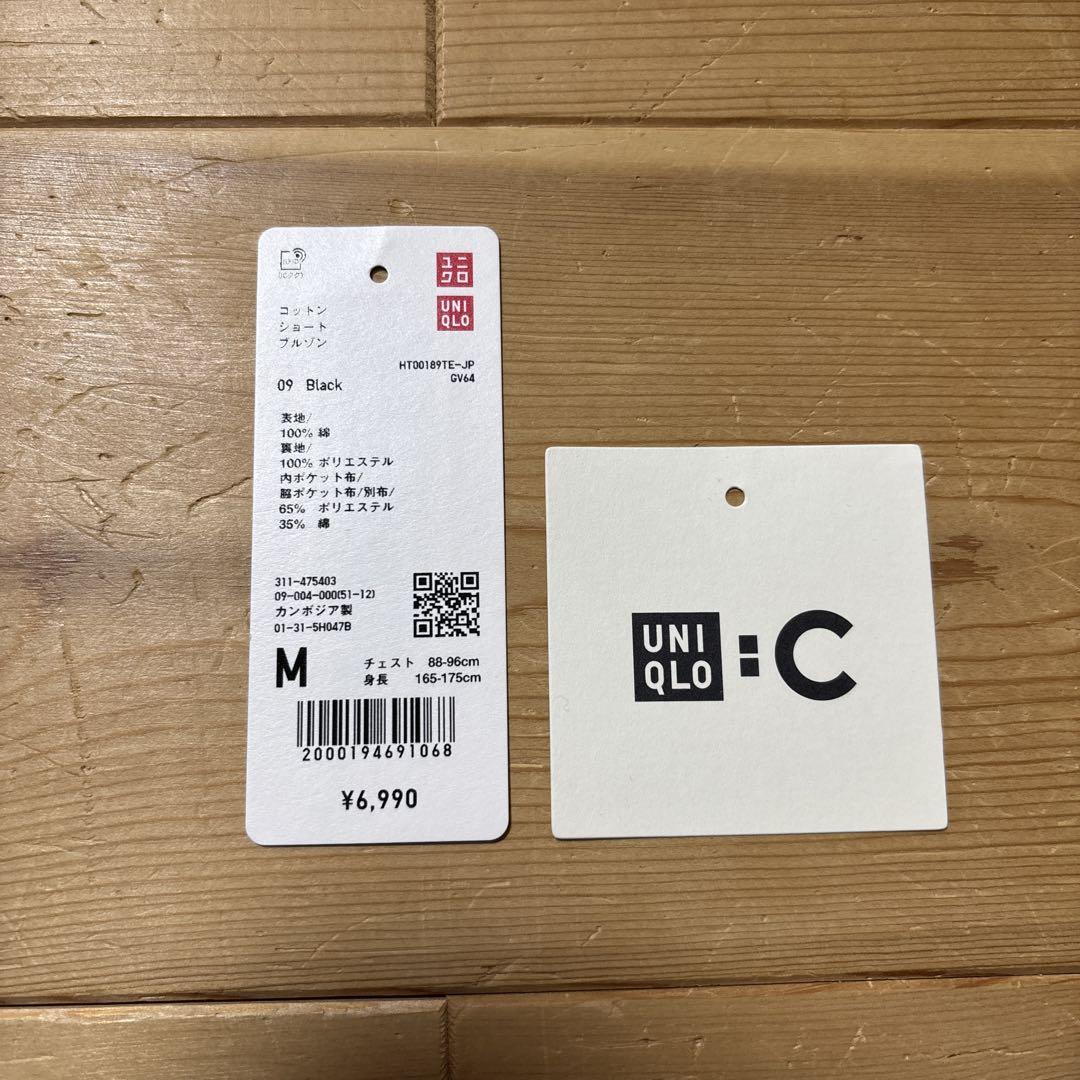 (ICタグ)
ユニ
クロ
UNI
QLO
コットン
ショート
ブルゾン
HT00189TE-JP
GV64
09 Black
表地/
100% 綿
裏地/
100% ポリエステル
内ポケット布/
脇ポケット布/別布/
65% ポリエステル
35% 綿
311-475403
09-004-000(51-12)
カンボジア製
01-31-5H047B
M
チェスト 88-96cm
身長 165-175cm
2000194691068
¥6,990
UNI
QLO
:C